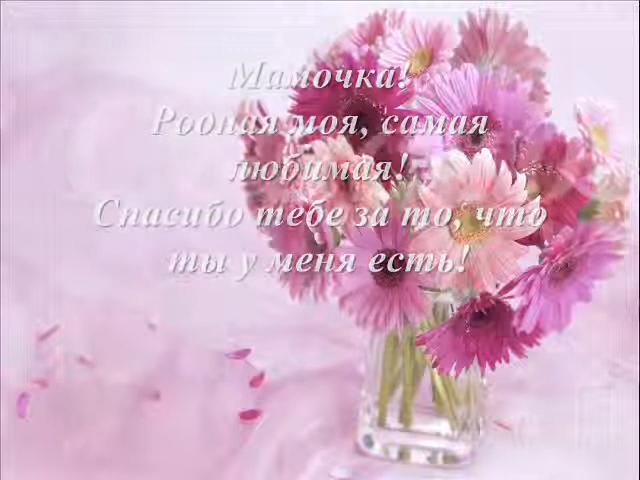 Мамочка!
Родная моя, самая
любимая!
Спасибо тебе за то, что
ты у меня есть!